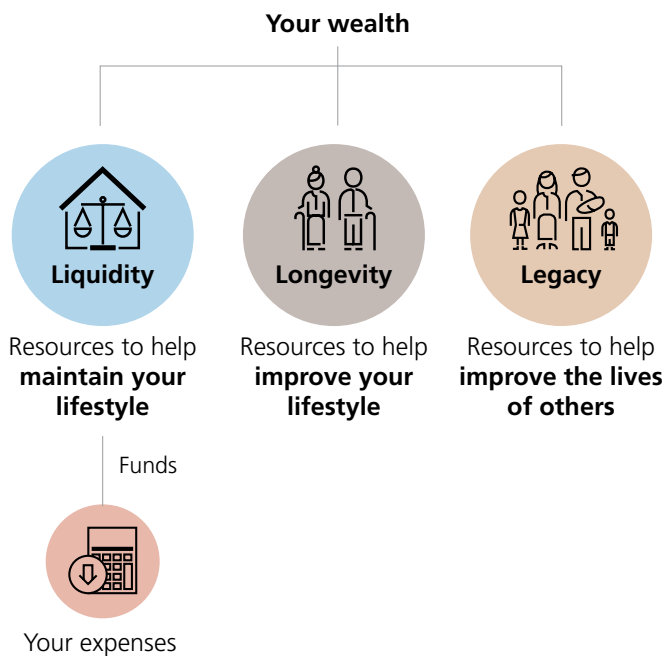 Your wealth
Liquidity
Resources to help
maintain your
lifestyle
Longevity
Resources to help
improve your
lifestyle
Legacy
Resources to help
improve the lives
of others
Funds
Your expenses